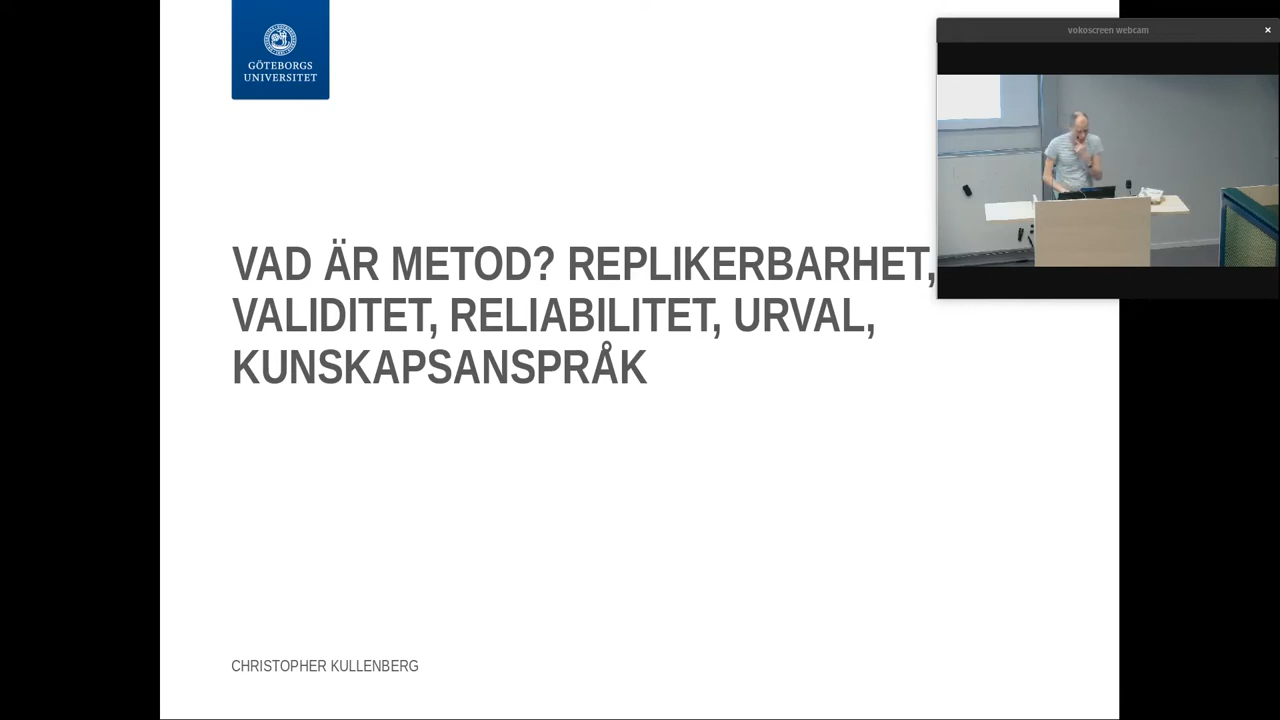 GÖTEBORGS
UNIVERSITET
vokoscreen webcam
VAD ÄR METOD? REPLIKERBARHET,
VALIDITET, RELIABILITET, URVAL,
KUNSKAPSANSPRÅK
CHRISTOPHER KULLENBERG